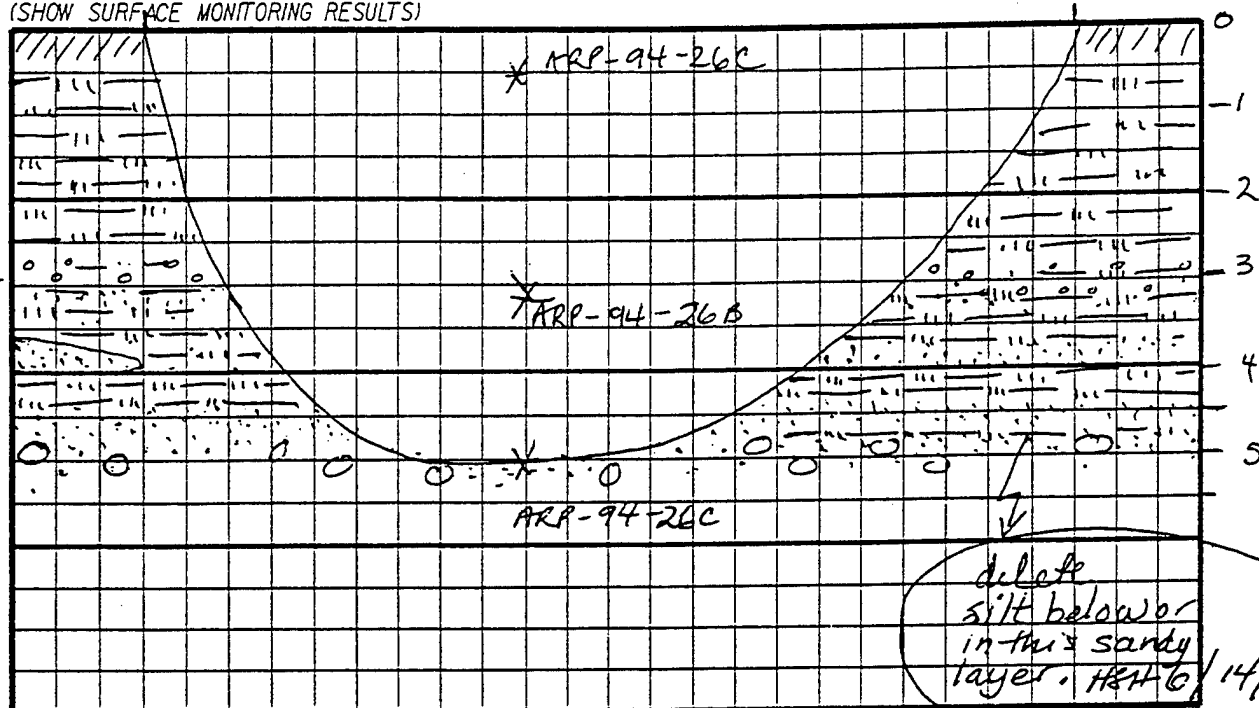 (SHOW SURFACE MONITORING RESULTS)
0
ARP-94-26C
-1
-2
3
ARP-94-26B
4
5
ARP-94-26C
delete
silt below or
in this sandy
layer. HSH 6/14/